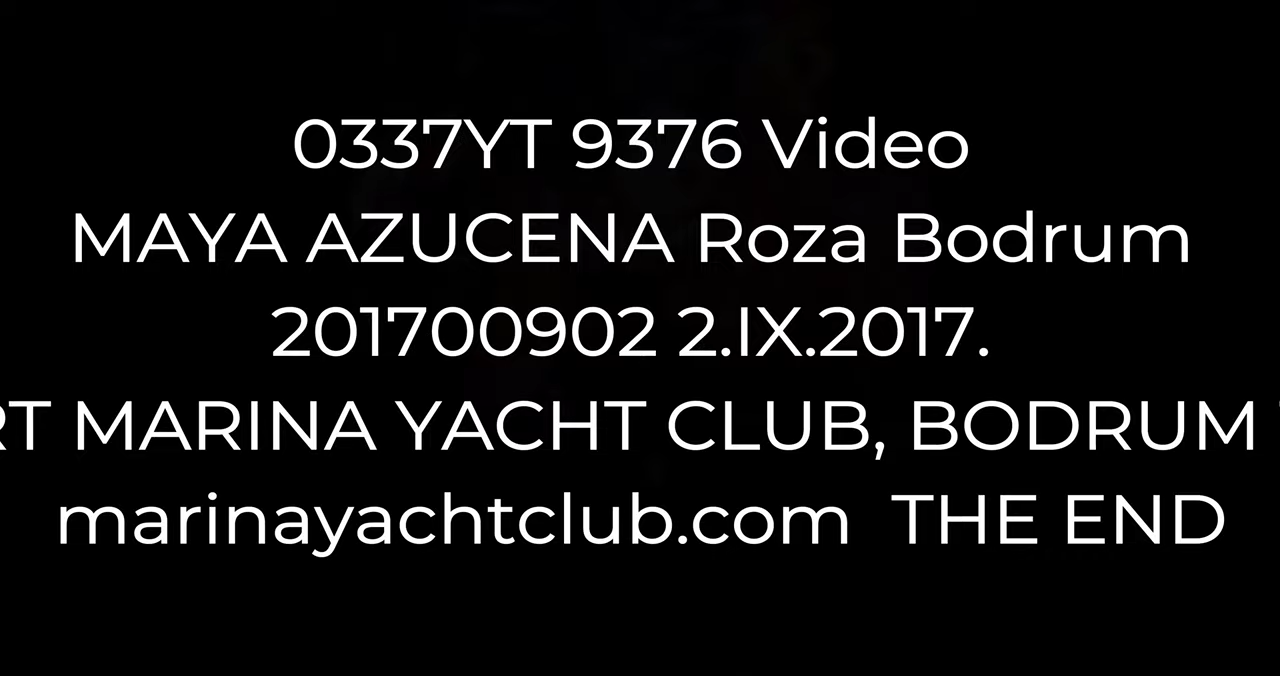 0337YT 9376 Video
MAYA AZUCENA Roza Bodrum
201700902 2.IX.2017.
RT MARINA YACHT CLUB, BODRUM
marinayachtclub.com THE END